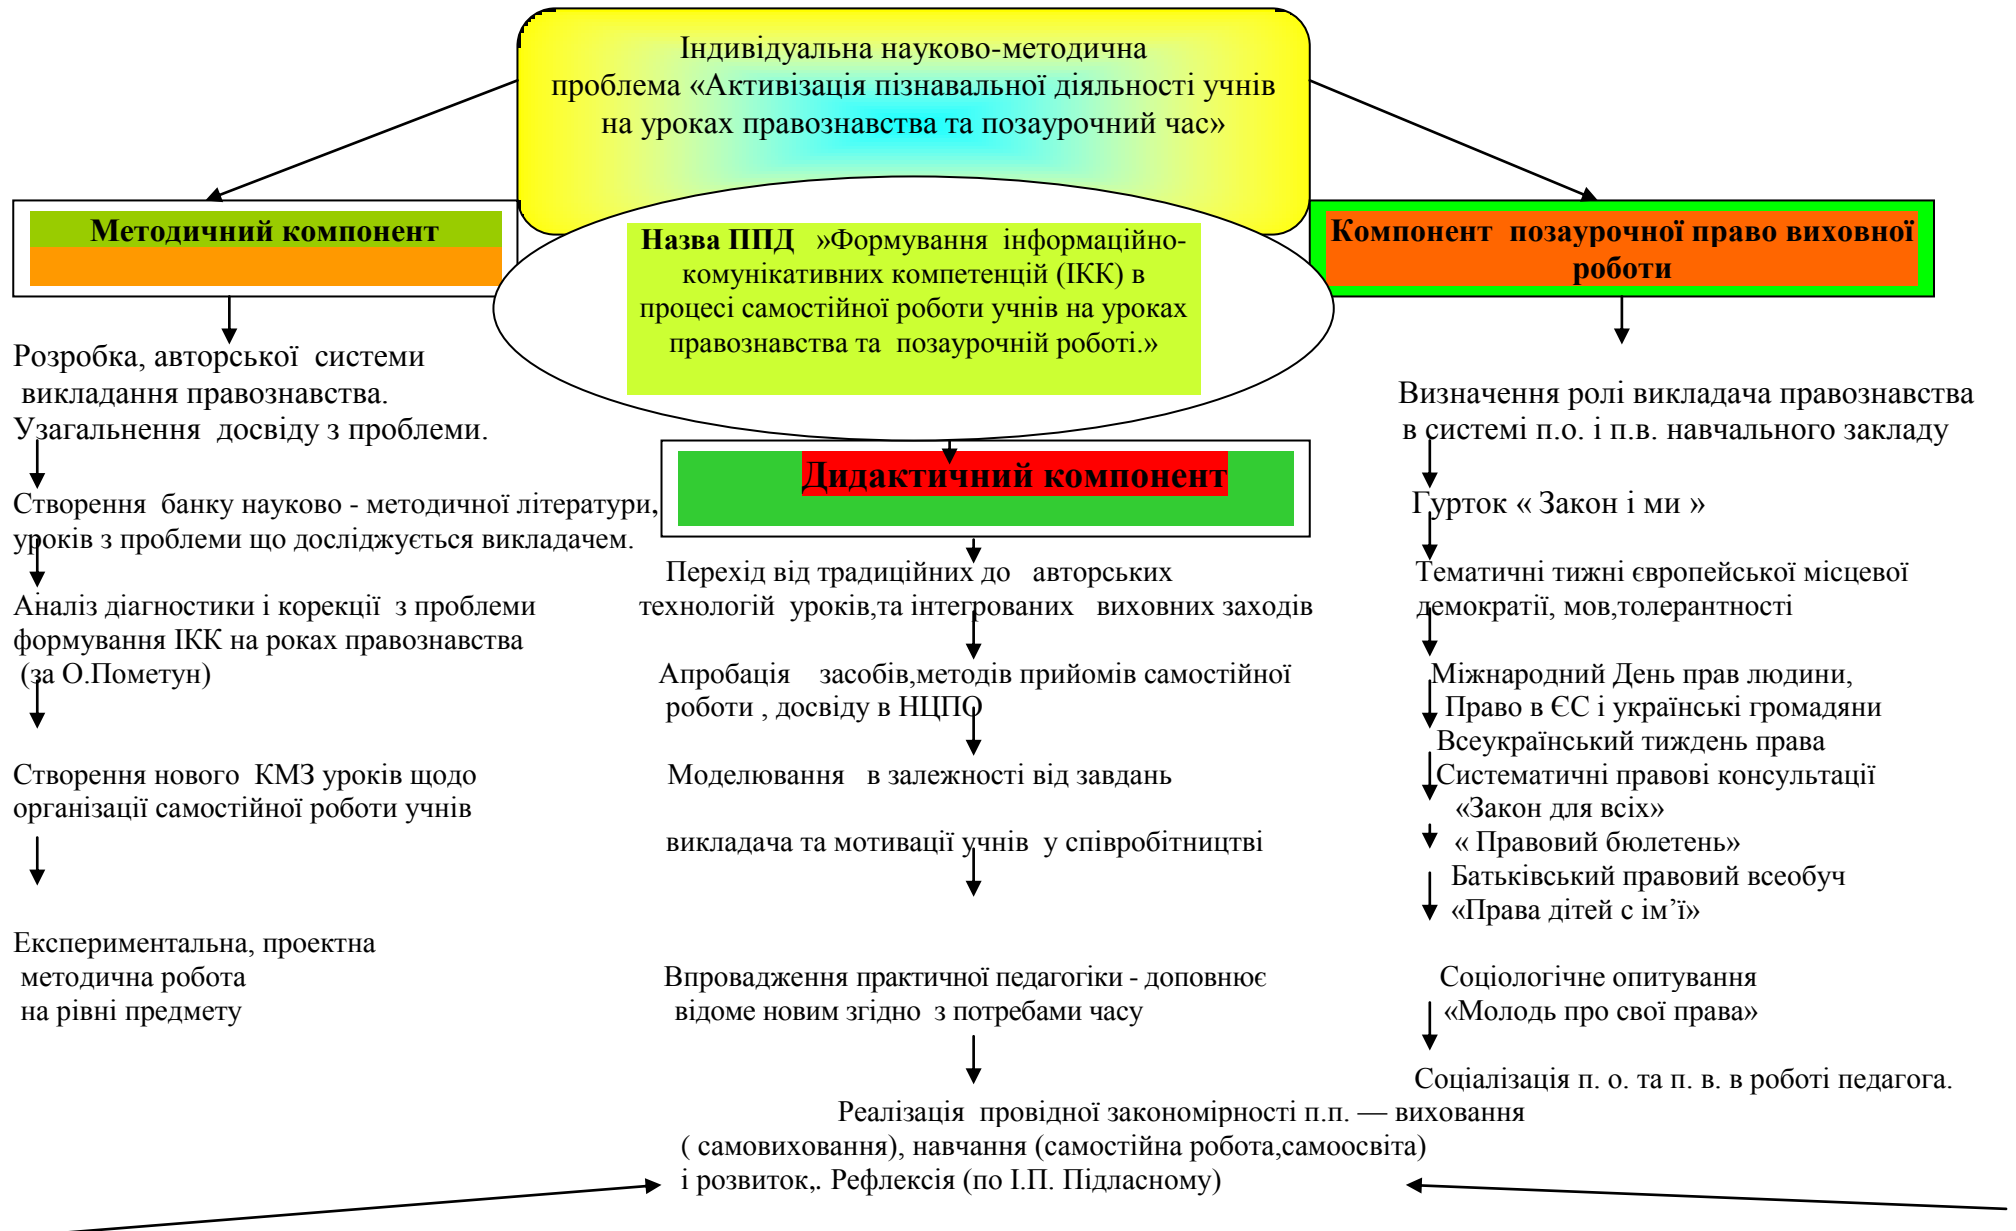 Індивідуальна науково-методична
проблема «Активізація пізнавальної діяльності учнів
на уроках правознавства та позаурочний час»
Методичний компонент
Назва ППД »Формування інформаційно-
комунікативних компетенцій (ІКК) в
процесі самостійної роботи учнів на уроках
правознавства та позаурочній роботі.»
Компонент позаурочної право виховної
роботи
Розробка, авторської системи
викладання правознавства.
Узагальнення досвіду з проблеми.
Створення банку науково - методичної літератури,
уроків з проблеми що досліджується викладачем.
Аналіз діагностики і корекції з проблеми
формування ІКК на роках правознавства
(за О.Пометун)
Створення нового КМЗ уроків щодо
організації самостійної роботи учнів
Експериментальна, проектна
методична робота
на рівні предмету
Дидактичний компонент
Перехід від традиційних до авторських
технологій уроків,та інтегрованих виховних заходів
Апробація засобів,методів прийомів самостійної
роботи , досвіду в НЦПО
Моделювання в залежності від завдань
викладача та мотивації учнів у співробітництві
Впровадження практичної педагогіки - доповнює
відоме новим згідно з потребами часу
Реалізація провідної закономірності п.п. — виховання
( самовиховання), навчання (самостійна робота,самоосвіта)
і розвиток,. Рефлексія (по І.П. Підласному)
Визначення ролі викладача правознавства
в системі п.о. і п.в. навчального закладу
Гурток « Закон і ми »
Тематичні тижні європейської місцевої
демократії, мов,толерантності
Міжнародний День прав людини,
Право в ЄС і українські громадяни
Всеукраїнський тиждень права
Систематичні правові консультації
«Закон для всіх»
« Правовий бюлетень»
Батьківський правовий всеобуч
«Права дітей с ім’ї»
Соціологічне опитування
«Молодь про свої права»
Соціалізація п. о. та п. в. в роботі педагога.